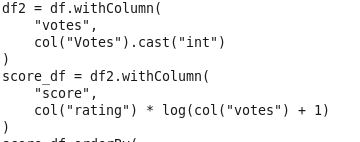 df2 = df.withColumn(
    "votes",
    col("Votes").cast("int")
)
score_df = df2.withColumn(
    "score",
    col("rating") * log(col("votes") + 1)
)